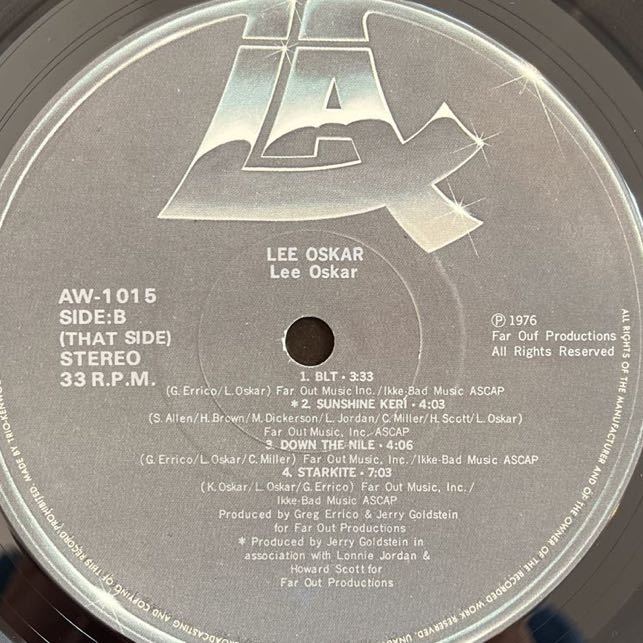 LAX
LEE OSKAR
Lee Oskar
AW-1015
SIDE:B
(THAT SIDE)
STEREO
33 R.P.M.
Ⓟ 1976
Far Ouf Productions
All Rights Reserved
1. BLT • 3:33
(G. Errico/L. Oskar) Far Out Music Inc./Ikke-Bad Music ASCAP
*2. SUNSHINE KERI • 4:03
(S. Allen/H. Brown/M. Dickerson/L. Jordan/C. Miller/H. Scott/L. Oskar)
Far Out Music, Inc. ASCAP
3. DOWN THE NILE • 4:06
(G. Errico/L. Oskar/C. Miller) Far Out Music, Inc./Ikke-Bad Music ASCAP
4. STARKITE • 7:03
(K. Oskar/L. Oskar/G. Errico) Far Out Music, Inc./
Ikke-Bad Music ASCAP
Produced by Greg Errico & Jerry Goldstein
for Far Out Productions
* Produced by Jerry Goldstein in
association with Lonnie Jordan &
Howard Scott for
Far Out Productions
ALL RIGHTS OF THE MANUFACTURER AND OF THE OWNER OF THE RECORDED WORK RESERVED. 
BROADCASTING AND COPYING OF THIS RECORD PROHIBITED. MADE BY TRIO-KENW